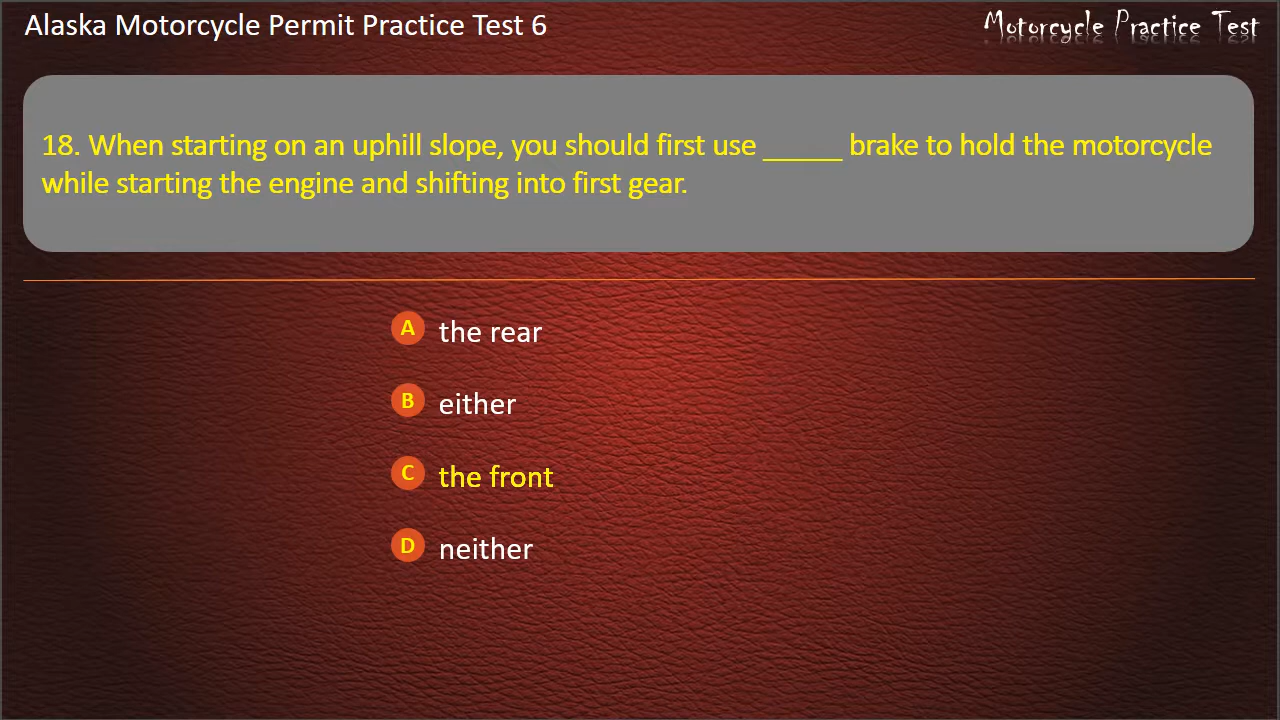 Alaska Motorcycle Permit Practice Test 6
Motorcycle Practice Test
18. When starting on an uphill slope, you should first use _____ brake to hold the motorcycle
while starting the engine and shifting into first gear.
A the rear
B either
C the front
D neither